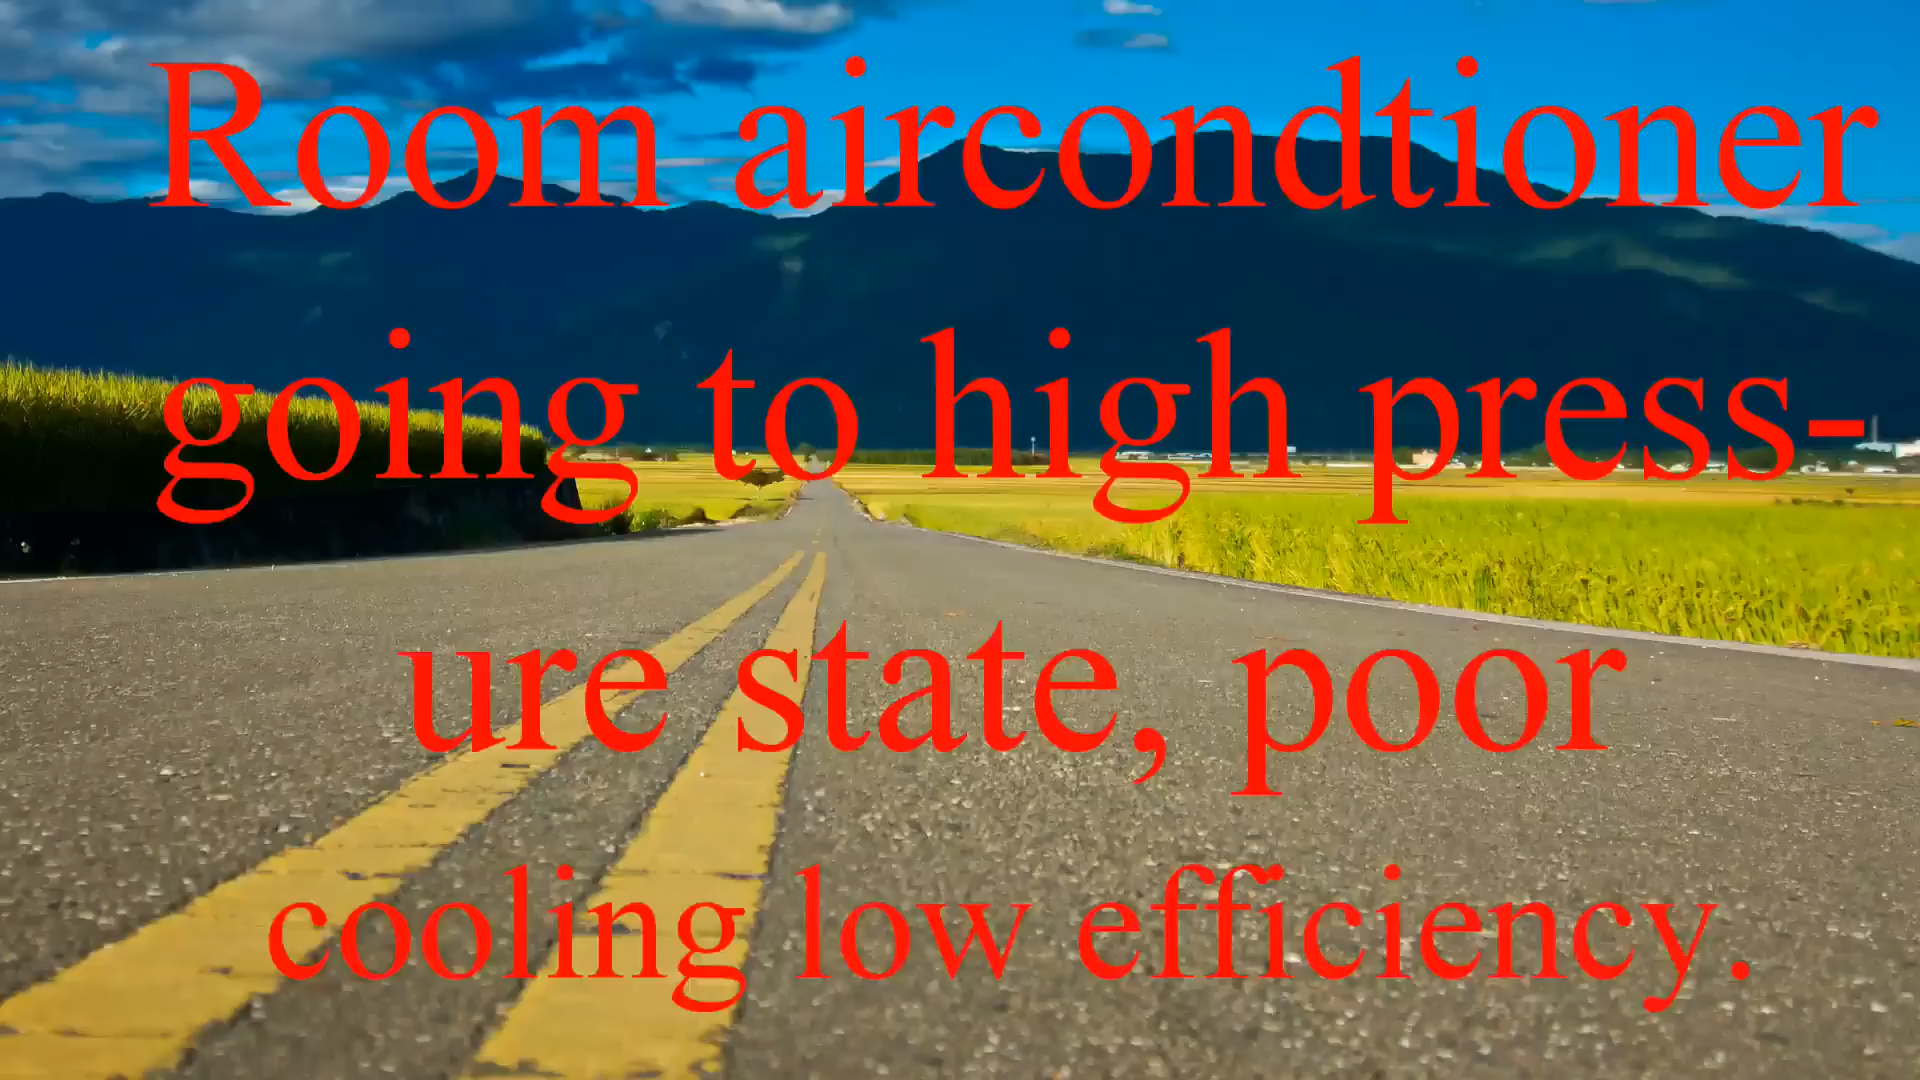 Room aircondtioner
going to high press-
ure state, poor
cooling low efficiency.